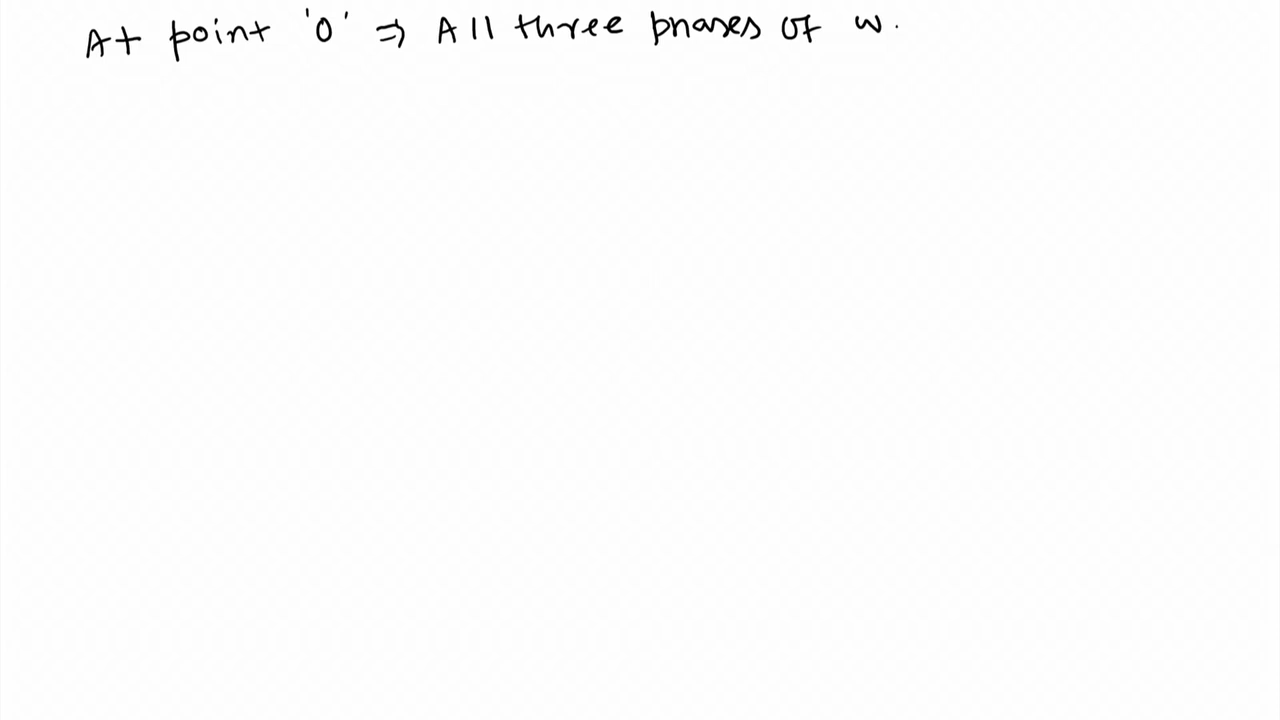 At point 'O' ⇒ All three phases of w.